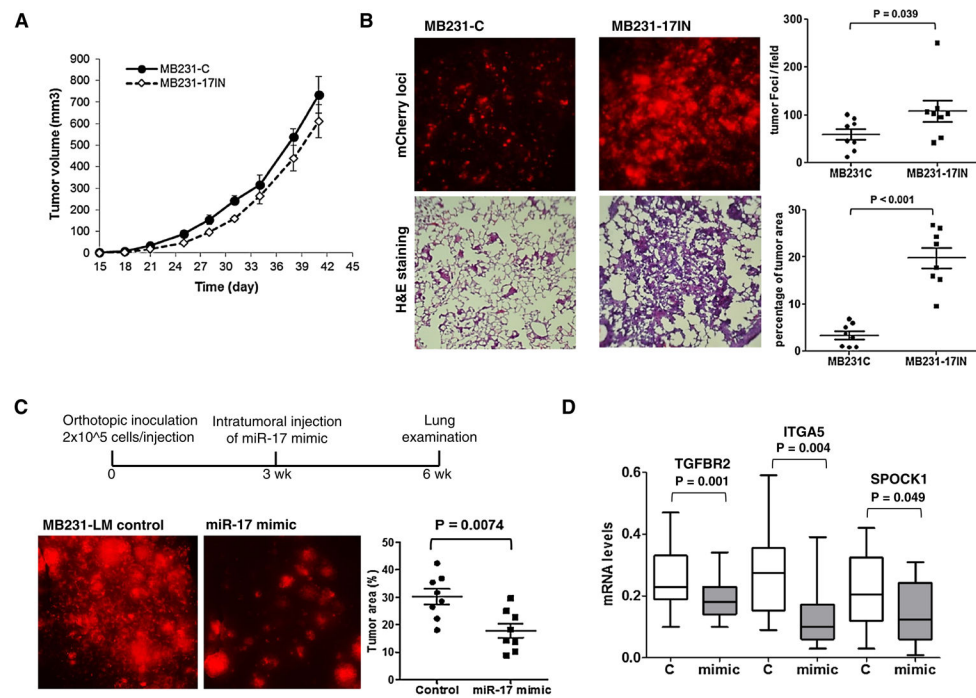 A
MB231-C
MB231-17IN
Tumor volume (mm3)
900
800
700
600
500
400
300
200
100
0
15 18 21 24 27 30 33 36 39 42 45
Time (day)
B
MB231-C
MB231-17IN
mCherry loci
H&E staining
P = 0.039
tumor Foci / field
300
200
100
0
MB231C MB231-17IN
P < 0.001
percentage of tumor area
30
20
10
0
MB231C MB231-17IN
C
Orthotopic inoculation
2x10^5 cells/injection
Intratumoral injection
of miR-17 mimic
Lung
examination
0 3 wk 6 wk
MB231-LM control
miR-17 mimic
P = 0.0074
Tumor area (%)
50
40
30
20
10
0
Control miR-17 mimic
D
TGFBR2
P = 0.001
ITGA5
P = 0.004
SPOCK1
P = 0.049
mRNA levels
0.6
0.4
0.2
0.0
C mimic C mimic C mimic